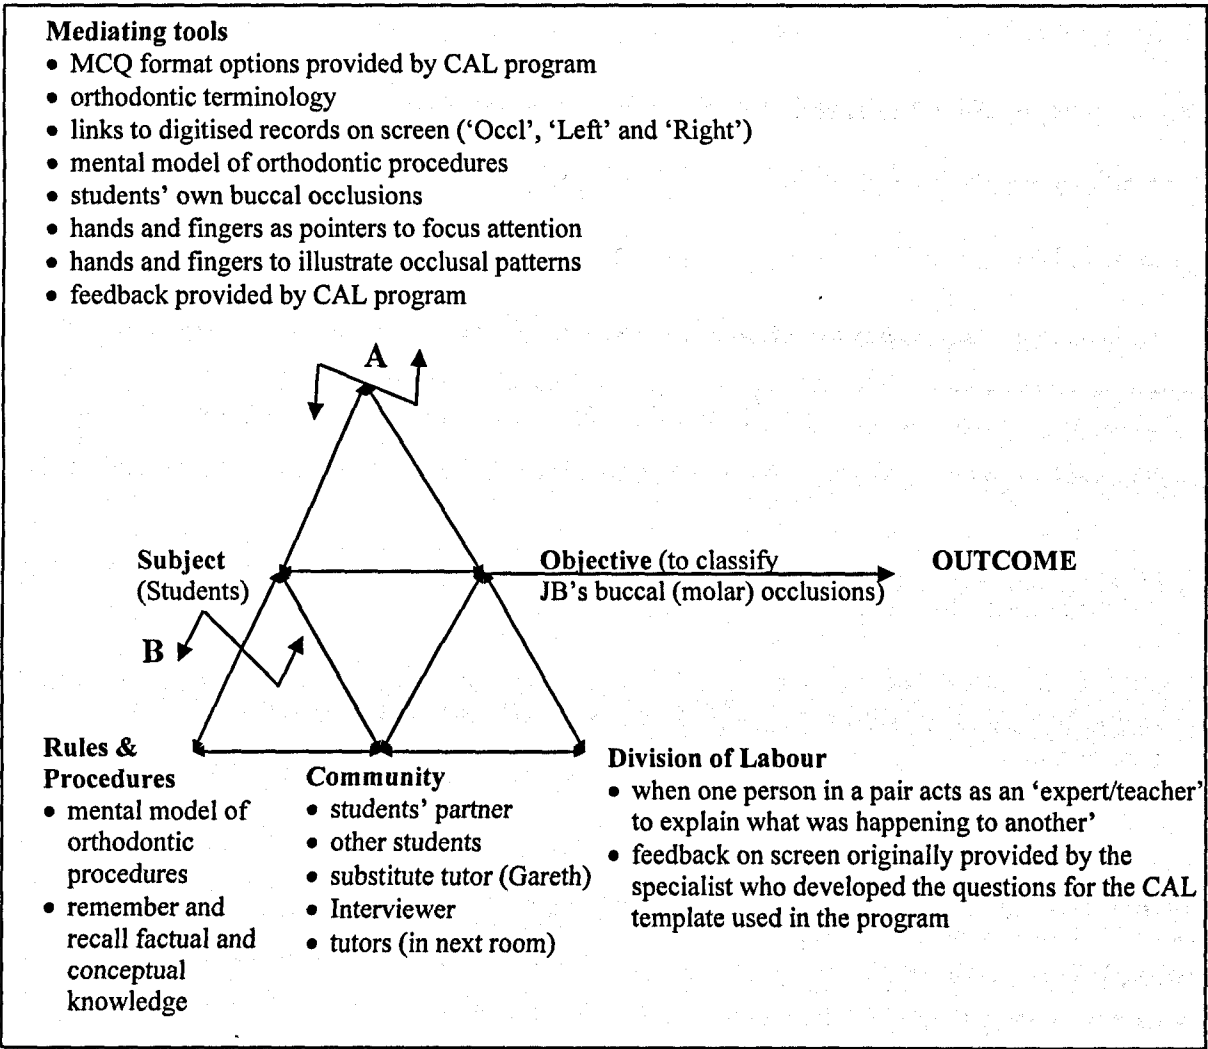 Mediating tools
• MCQ format options provided by CAL program
• orthodontic terminology
• links to digitised records on screen (‘Occl’, ‘Left’ and ‘Right’)
• mental model of orthodontic procedures
• students’ own buccal occlusions
• hands and fingers as pointers to focus attention
• hands and fingers to illustrate occlusal patterns
• feedback provided by CAL program
A
Subject
(Students)
Objective (to classify
JB’s buccal (molar) occlusions)
OUTCOME
B
Rules &
Procedures
• mental model of
orthodontic
procedures
• remember and
recall factual and
conceptual
knowledge
Community
• students’ partner
• other students
• substitute tutor (Gareth)
• Interviewer
• tutors (in next room)
Division of Labour
• when one person in a pair acts as an ‘expert/teacher’
to explain what was happening to another’
• feedback on screen originally provided by the
specialist who developed the questions for the CAL
template used in the program